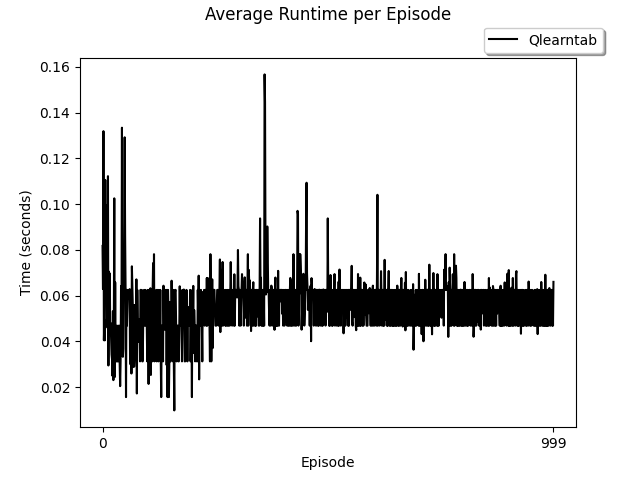 Average Runtime per Episode
Qlearntab
0.16
0.14
0.12
0.10
0.08
0.06
0.04
0.02
Time (seconds)
0
999
Episode